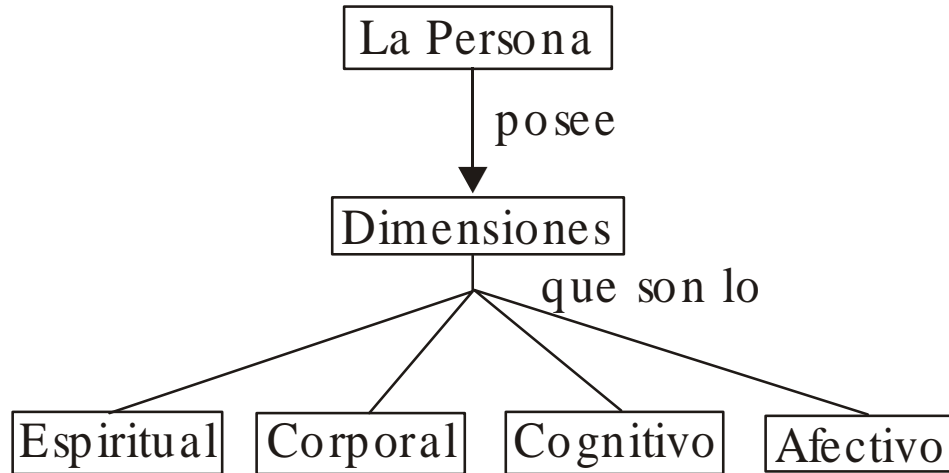 La Persona
posee
Dimensiones
que son lo
Espiritual Corporal Cognitivo Afectivo